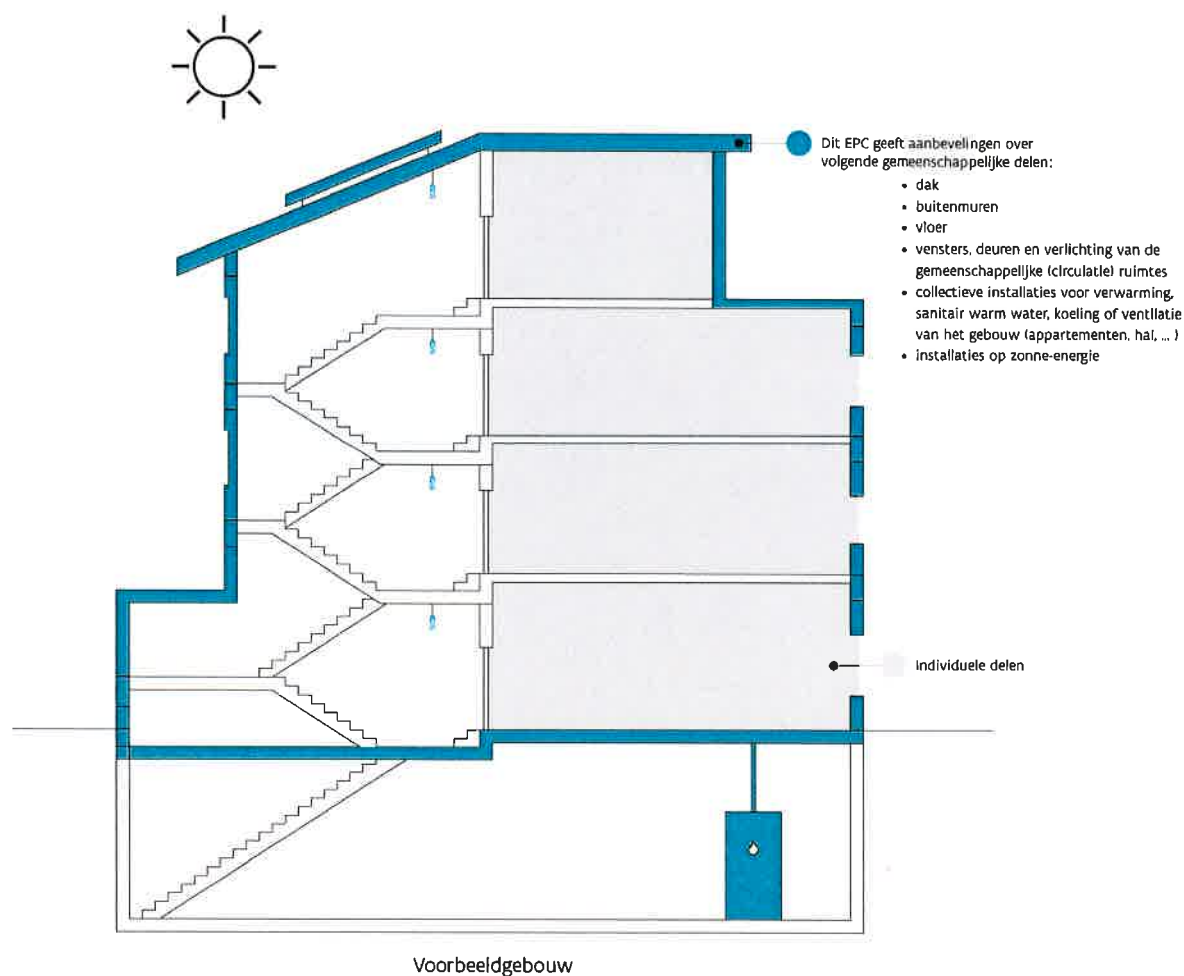 Dit EPC geeft aanbevelingen over
volgende gemeenschappelijke delen:
• dak
• buitenmuren
• vloer
• vensters, deuren en verlichting van de
gemeenschappelijke (circulatie) ruimtes
• collectieve installaties voor verwarming,
sanitair warm water, koeling of ventilatie
van het gebouw (appartementen, hal, ... )
• installaties op zonne-energie
Individuele delen
Voorbeeldgebouw